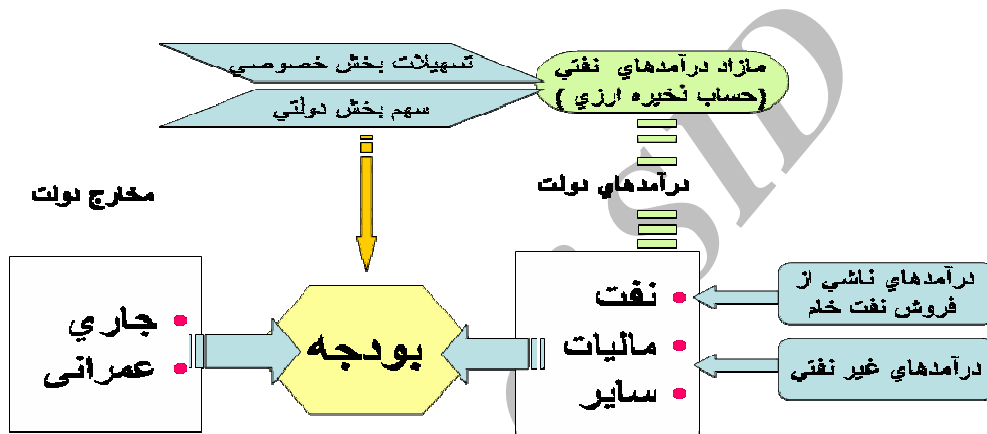 تسهيلات بخش خصوصي
سهم بخش دولتي
مازاد درآمدهاي نفتي
(حساب ذخيره ارزي )
درآمدهاي دولت
مخارج دولت
درآمدهاي ناشي از
فروش نفت خام
درآمدهاي غير نفتي
• نفت
• ماليات
• ساير
بودجه
• جاري
• عمرانی
SID